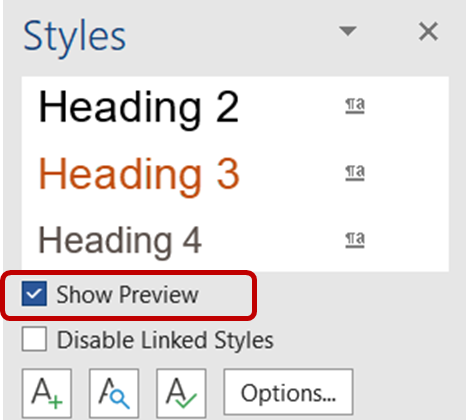 Styles
Heading 2 ¶a
Heading 3 ¶a
Heading 4 ¶a
Show Preview
Disable Linked Styles
A A A Options...